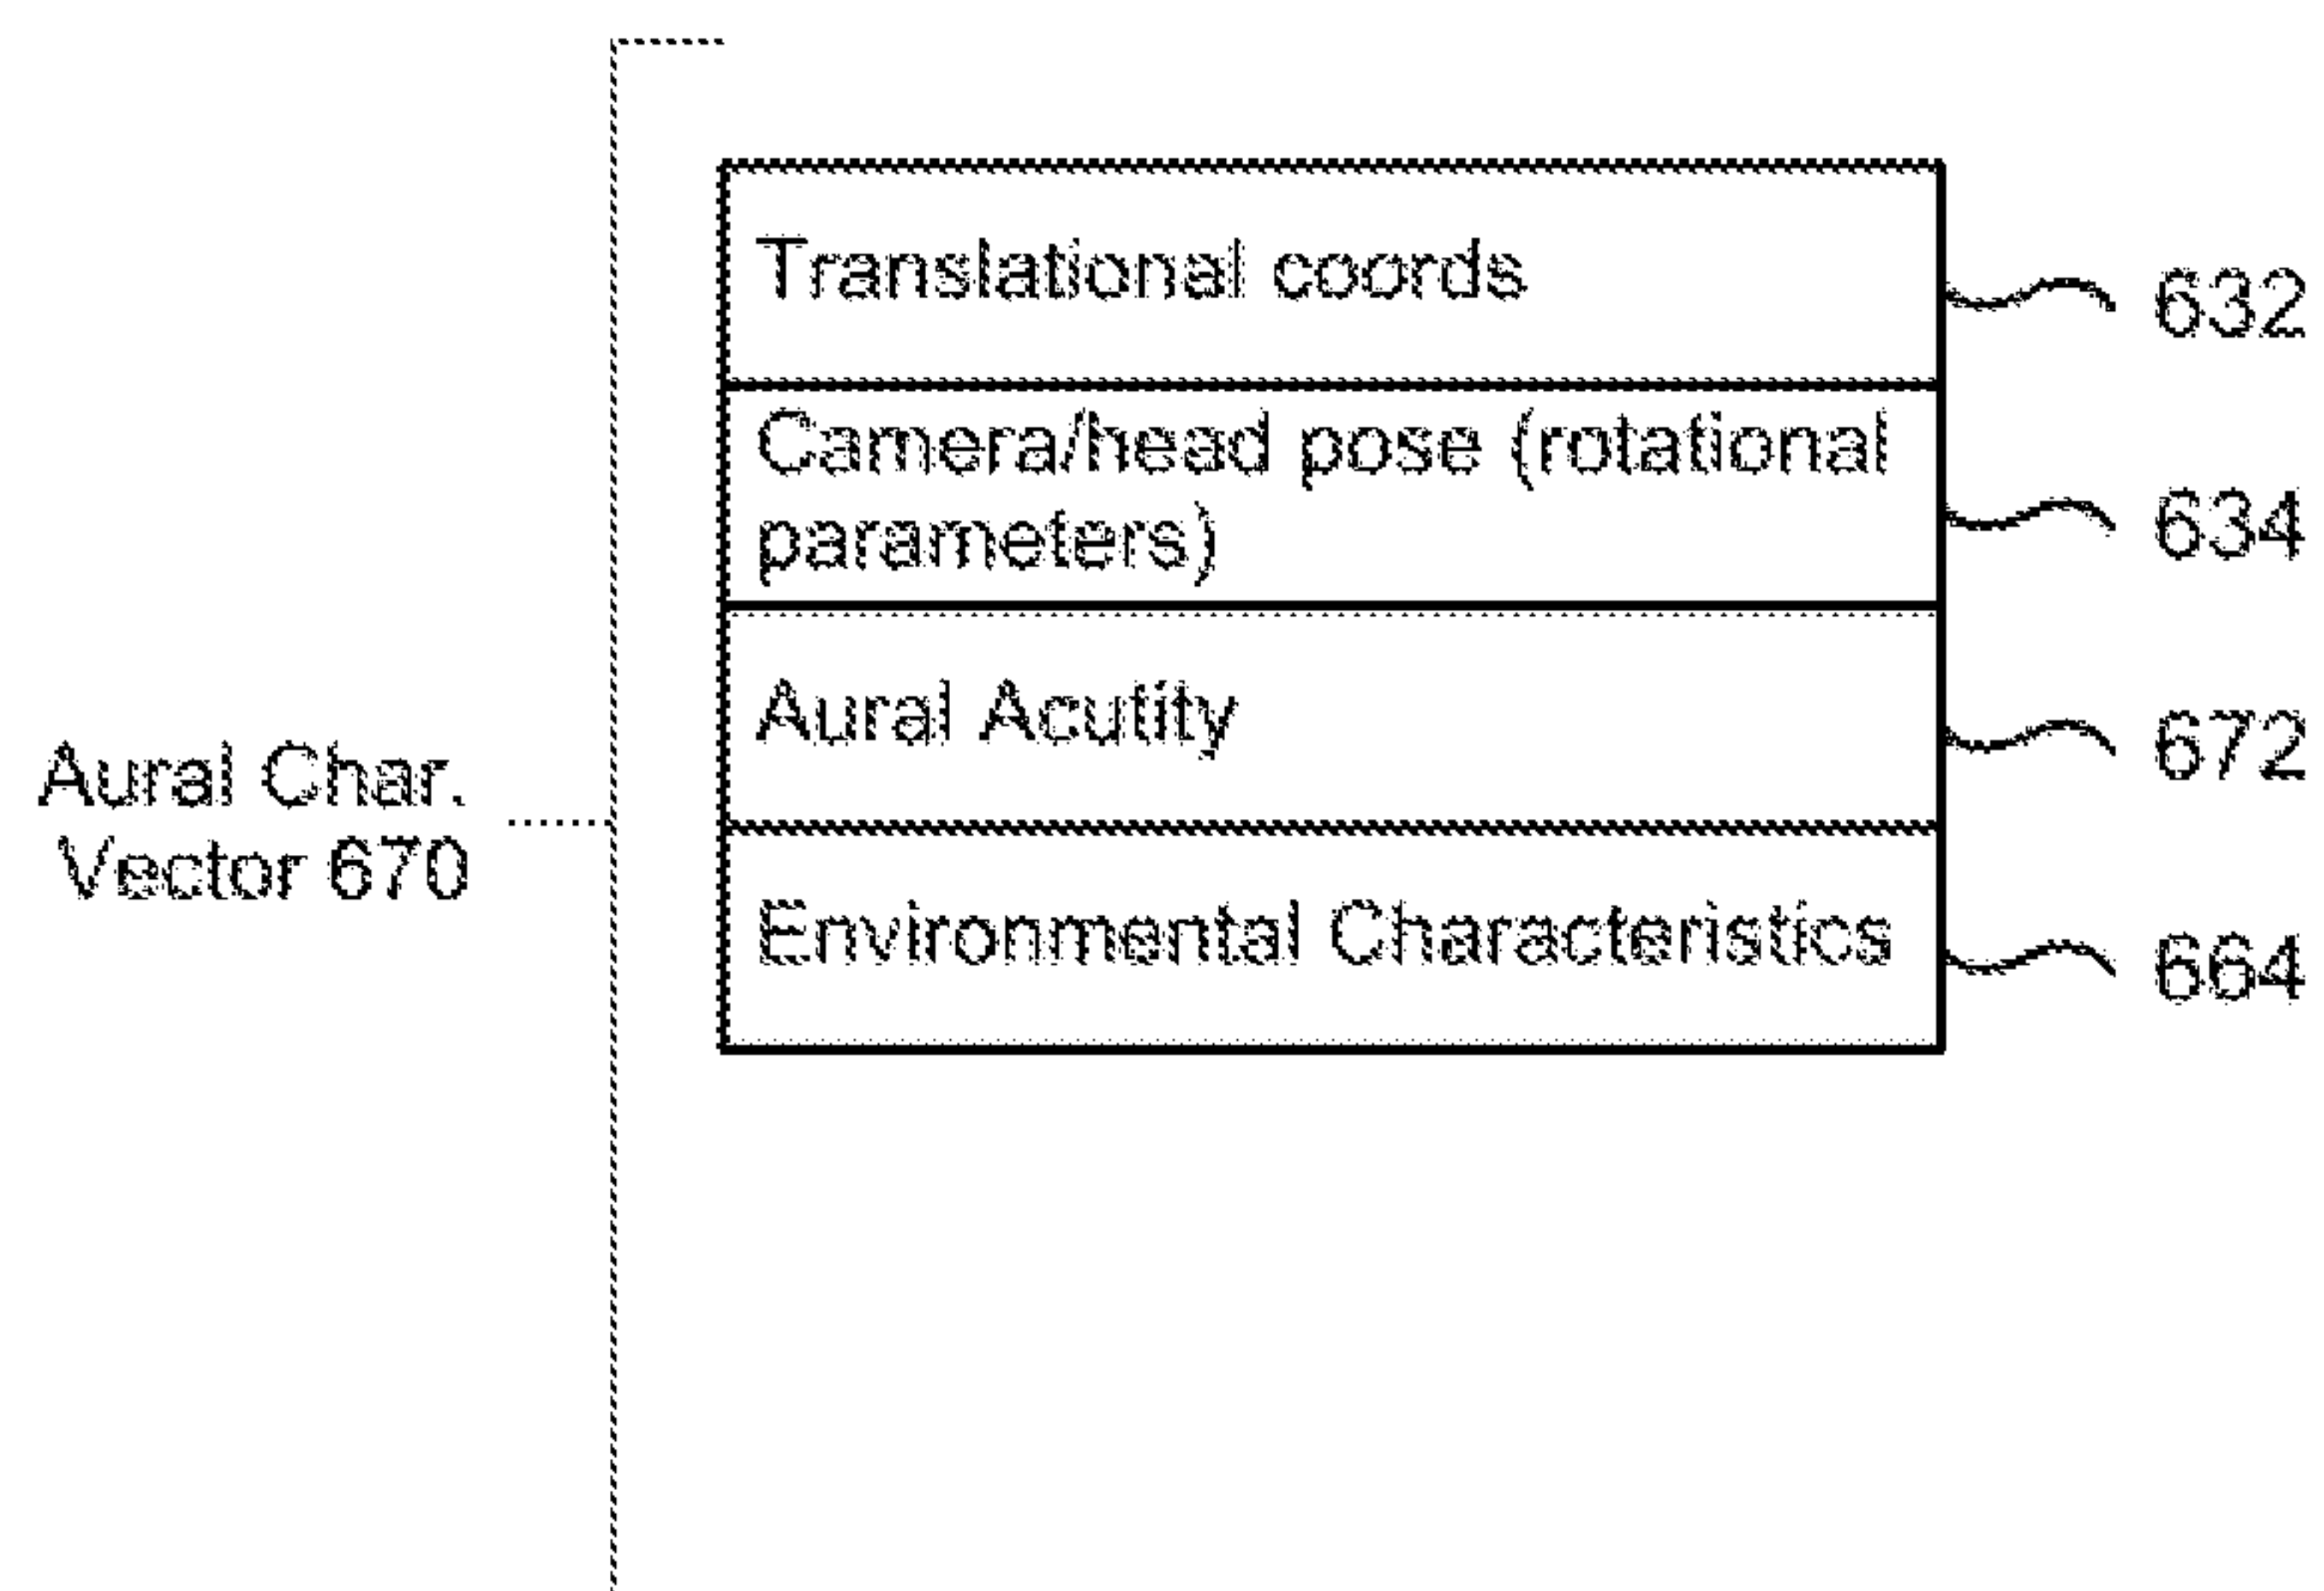 Translational coords
632
Camera/head pose (rotational
parameters)
634
Aural Acutity
672
Aural Char.
Vector 670
Environmental Characteristics
664